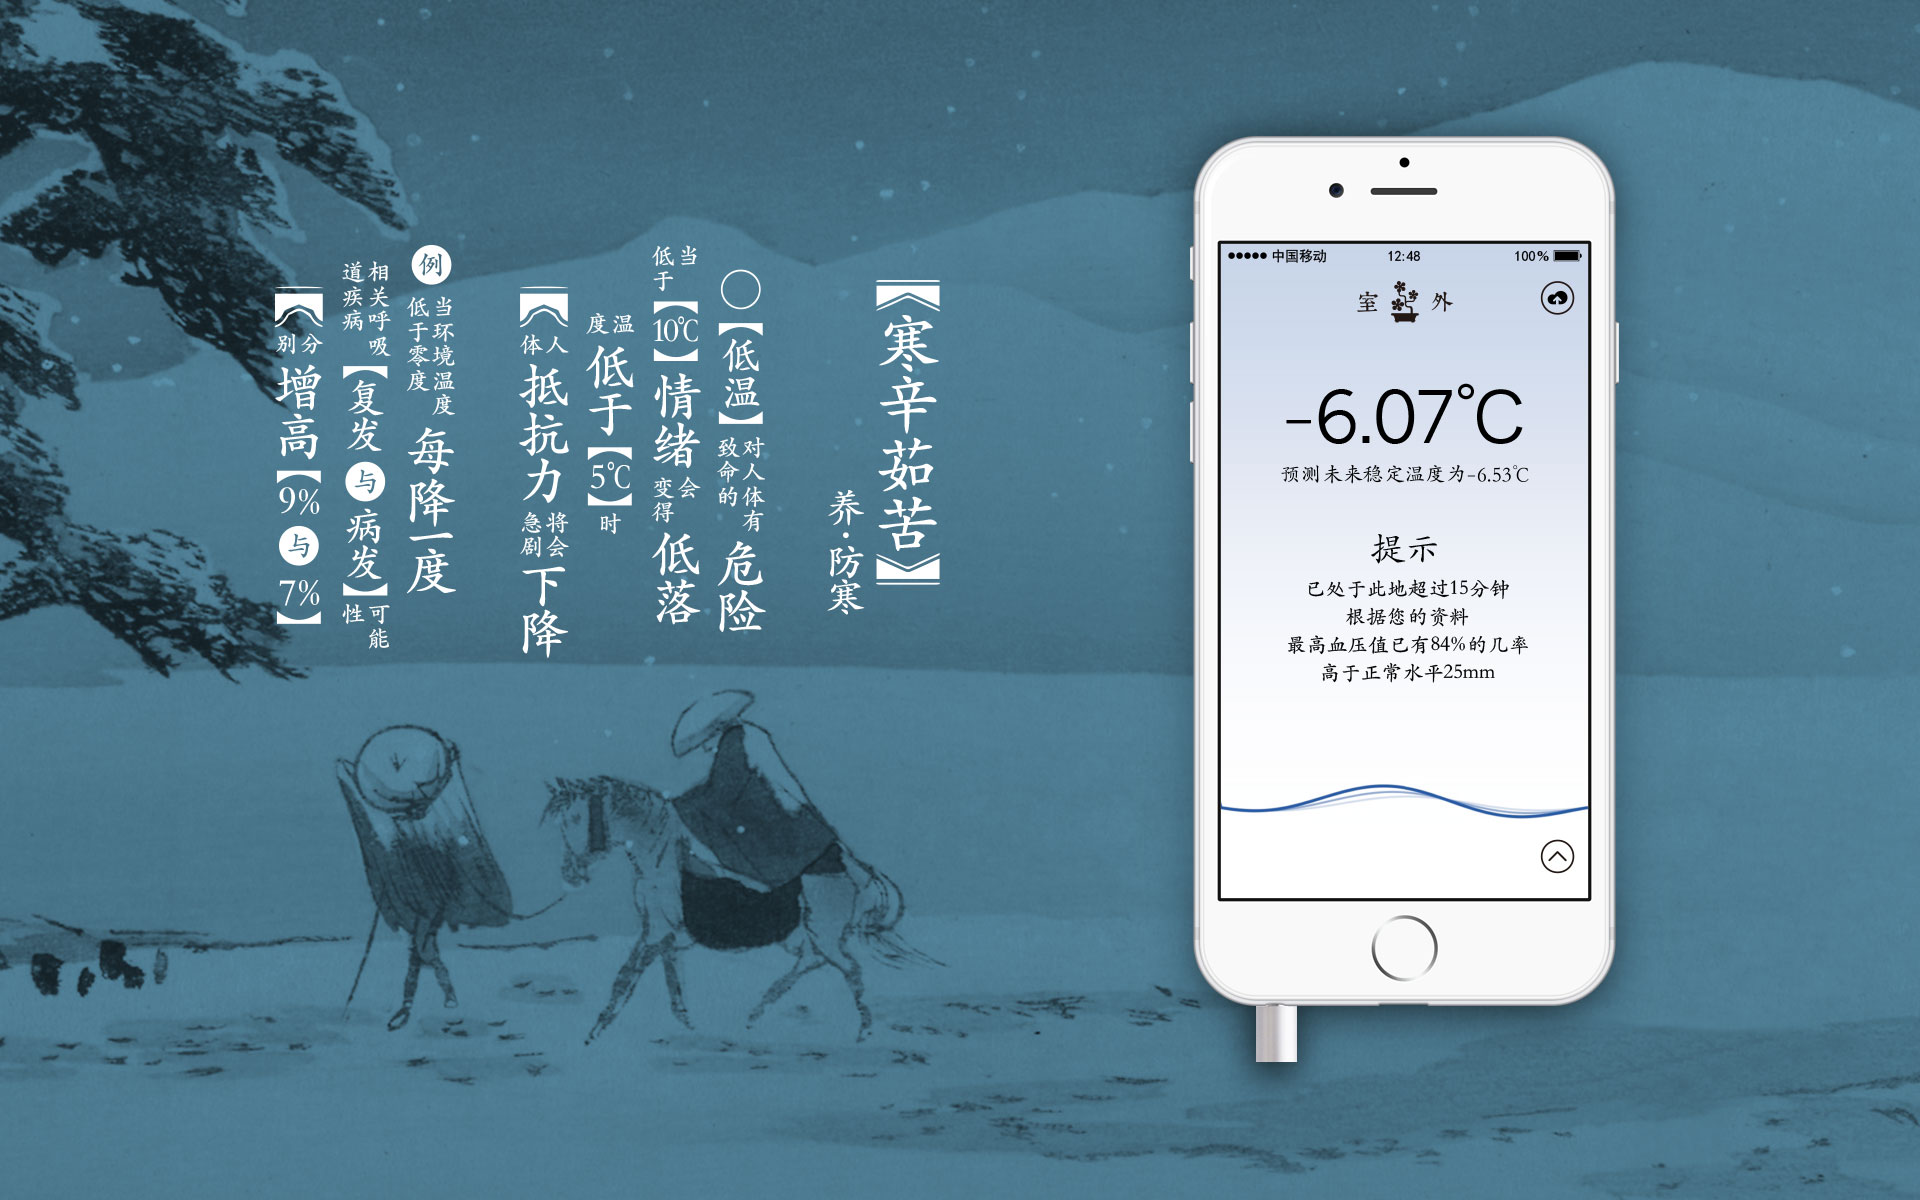 《寒辛茹苦》
养·防寒
○【低温】对人体有致命的危险
当低于【10℃】情绪会变得低落
温度低于【5℃】时
人体抵抗力将会急剧下降
例 当环境温度低于零度每降一度
相关呼吸道疾病【复发与病发】可能性
分别增高【9%与7%】
中国移动 12:48 100%
室外
-6.07℃
预测未来稳定温度为-6.53℃
提示
已处于此地超过15分钟
根据您的资料
最高血压值已有84%的几率
高于正常水平25mm